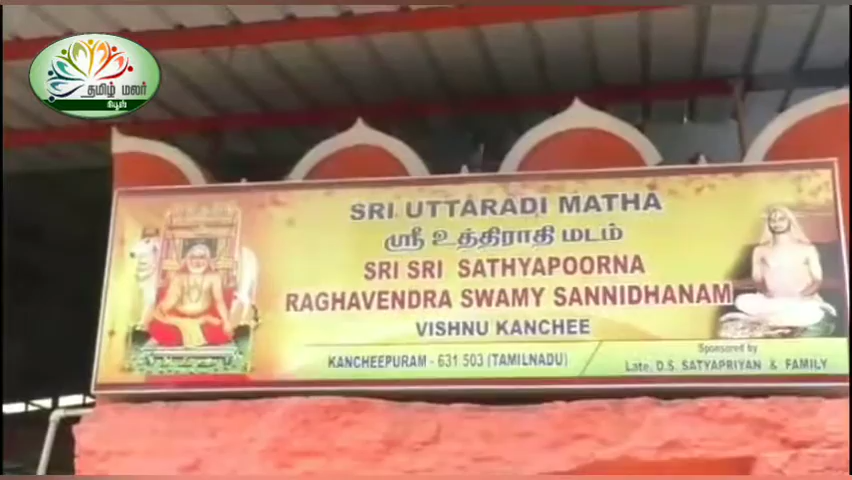 தமிழ் மலர்
நியூஸ்
SRI UTTARADI MATHA
ஸ்ரீ உத்திராதி மடம்
SRI SRI SATHYAPOORNA
RAGHAVENDRA SWAMY SANNIDHANAM
VISHNU KANCHEE
KANCHEEPURAM - 631 503 (TAMILNADU)
Sponsored by
Late. D.S. SATYAPRIYAN & FAMILY